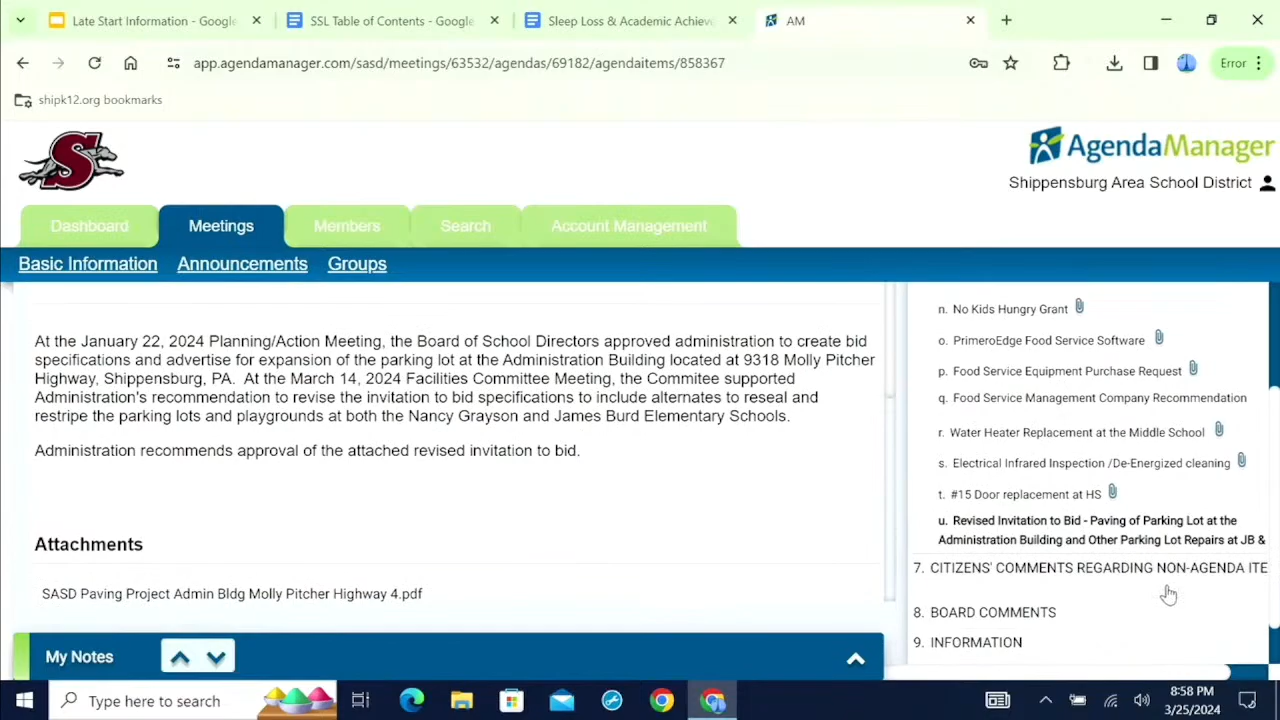 Late Start Information - Google
SSL Table of Contents - Google
Sleep Loss & Academic Achieve
AM
app.agendamanager.com/sasd/meetings/63532/agendas/69182/agendaitems/858367
Error
shipk12.org bookmarks
S
AgendaManager
Shippensburg Area School District
Dashboard
Meetings
Members
Search
Account Management
Basic Information
Announcements
Groups
At the January 22, 2024 Planning/Action Meeting, the Board of School Directors approved administration to create bid
specifications and advertise for expansion of the parking lot at the Administration Building located at 9318 Molly Pitcher
Highway, Shippensburg, PA. At the March 14, 2024 Facilities Committee Meeting, the Commitee supported
Administration's recommendation to revise the invitation to bid specifications to include alternates to reseal and
restripe the parking lots and playgrounds at both the Nancy Grayson and James Burd Elementary Schools.
Administration recommends approval of the attached revised invitation to bid.
Attachments
SASD Paving Project Admin Bldg Molly Pitcher Highway 4.pdf
My Notes
n. No Kids Hungry Grant
o. PrimeroEdge Food Service Software
p. Food Service Equipment Purchase Request
q. Food Service Management Company Recommendation
r. Water Heater Replacement at the Middle School
s. Electrical Infrared Inspection /De-Energized cleaning
t. #15 Door replacement at HS
u. Revised Invitation to Bid - Paving of Parking Lot at the
Administration Building and Other Parking Lot Repairs at JB &
7. CITIZENS' COMMENTS REGARDING NON-AGENDA ITE
8. BOARD COMMENTS
9. INFORMATION
Type here to search
8:58 PM
3/25/2024